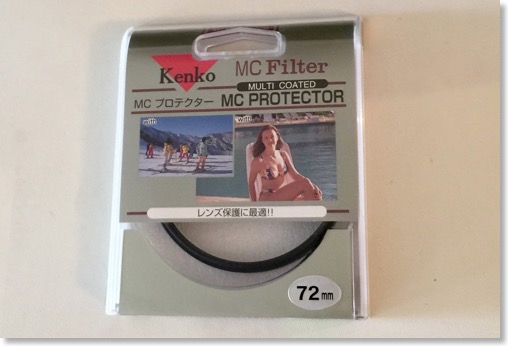 Kenko
MC Filter
MULTI COATED
MC プロテクター MC PROTECTOR
with
with
レンズ保護に最適!!
72mm